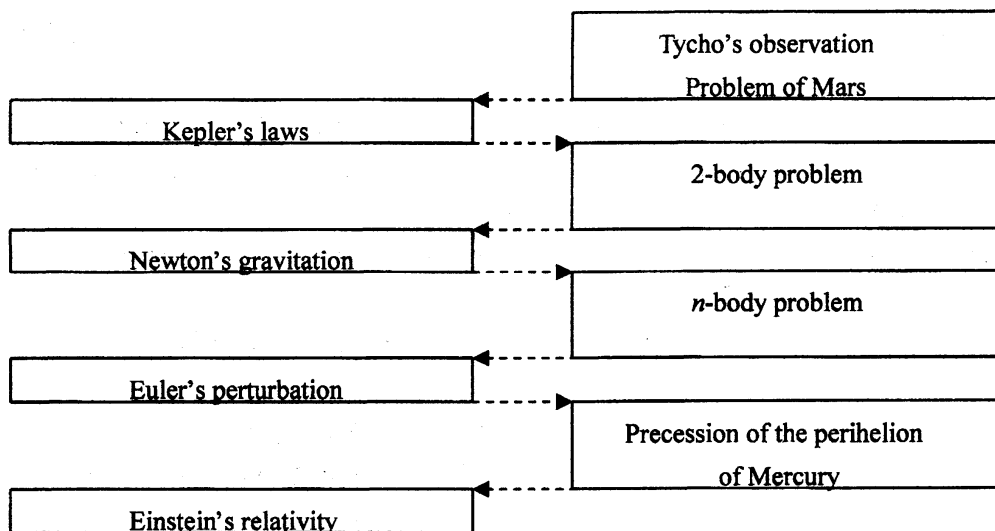 Tycho's observation
Problem of Mars
Kepler's laws
2-body problem
Newton's gravitation
n-body problem
Euler's perturbation
Precession of the perihelion
of Mercury
Einstein's relativity